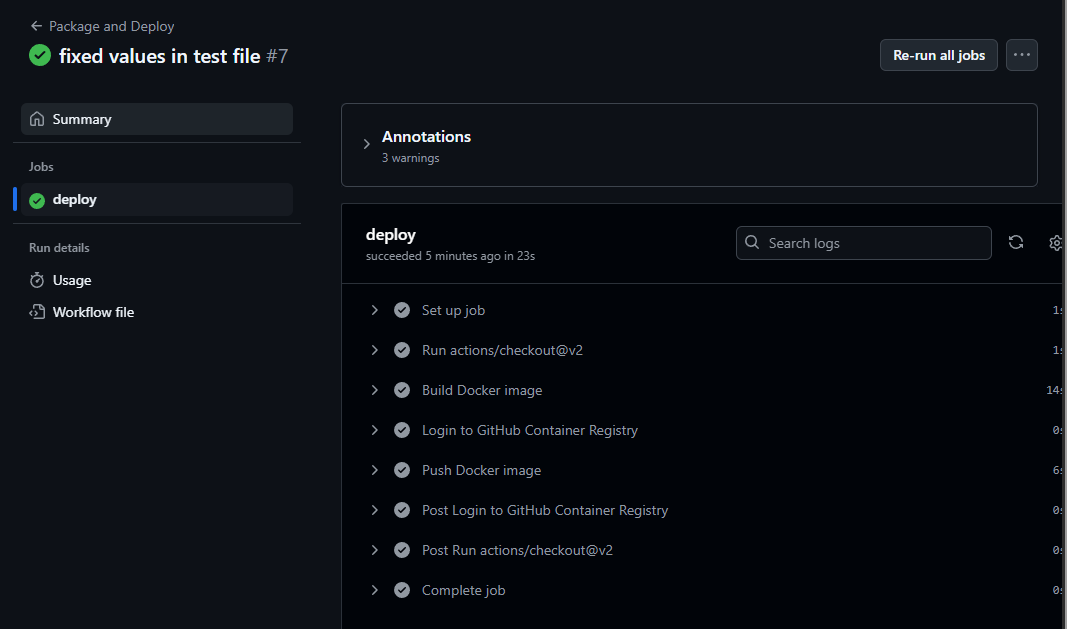 Package and Deploy
fixed values in test file #7
Re-run all jobs
Summary
Jobs
deploy
Run details
Usage
Workflow file
Annotations
3 warnings
deploy
succeeded 5 minutes ago in 23s
Search logs
Set up job 1s
Run actions/checkout@v2 1s
Build Docker image 14s
Login to GitHub Container Registry 0s
Push Docker image 6s
Post Login to GitHub Container Registry 0s
Post Run actions/checkout@v2 0s
Complete job 0s